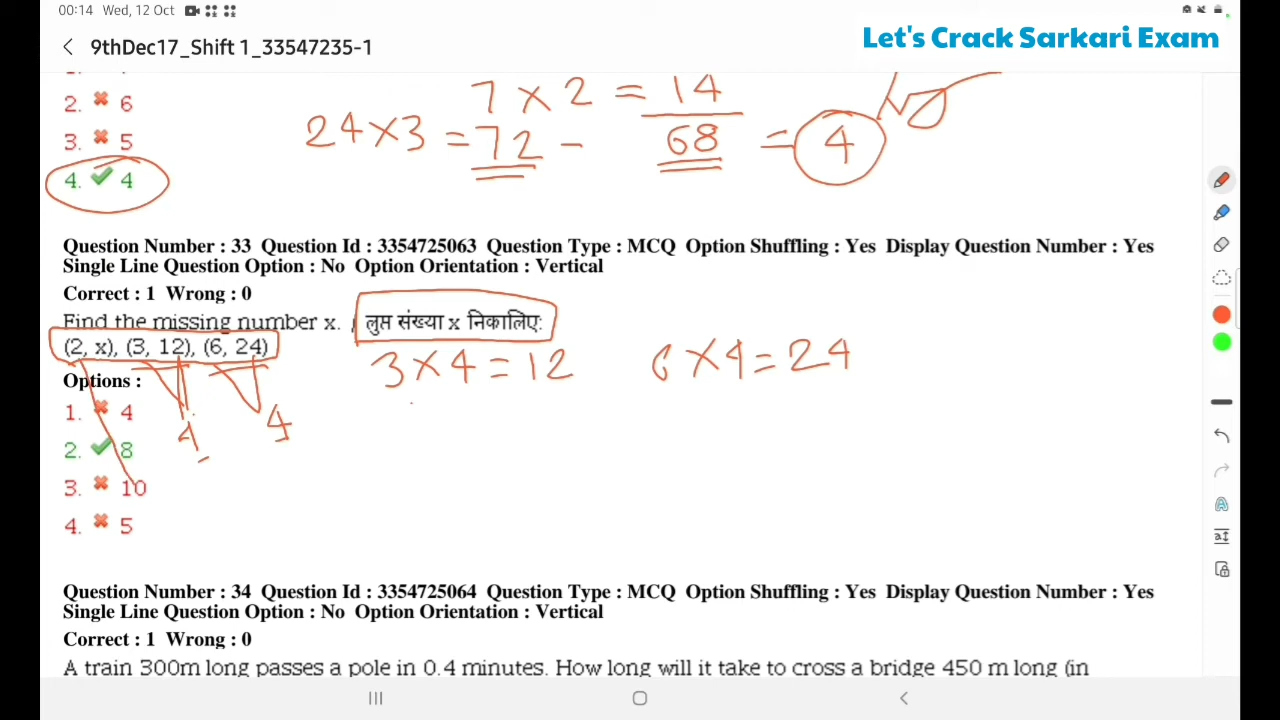 00:14 Wed, 12 Oct
9thDec17_Shift 1_33547235-1
Let's Crack Sarkari Exam
7 × 2 = 14
2. 6
24×3 = 72 - 68 = 4
3. 5
4. 4
Question Number : 33 Question Id : 3354725063 Question Type : MCQ Option Shuffling : Yes Display Question Number : Yes
Single Line Question Option : No Option Orientation : Vertical
Correct : 1 Wrong : 0
Find the missing number x. लुप्त संख्या x निकालिए:
(2, x), (3, 12), (6, 24)
3 × 4 = 12 6 × 4 = 24
Options :
1. 4
4 4
2. 8
3. 10
4. 5
Question Number : 34 Question Id : 3354725064 Question Type : MCQ Option Shuffling : Yes Display Question Number : Yes
Single Line Question Option : No Option Orientation : Vertical
Correct : 1 Wrong : 0
A train 300m long passes a pole in 0.4 minutes. How long will it take to cross a bridge 450 m long (in